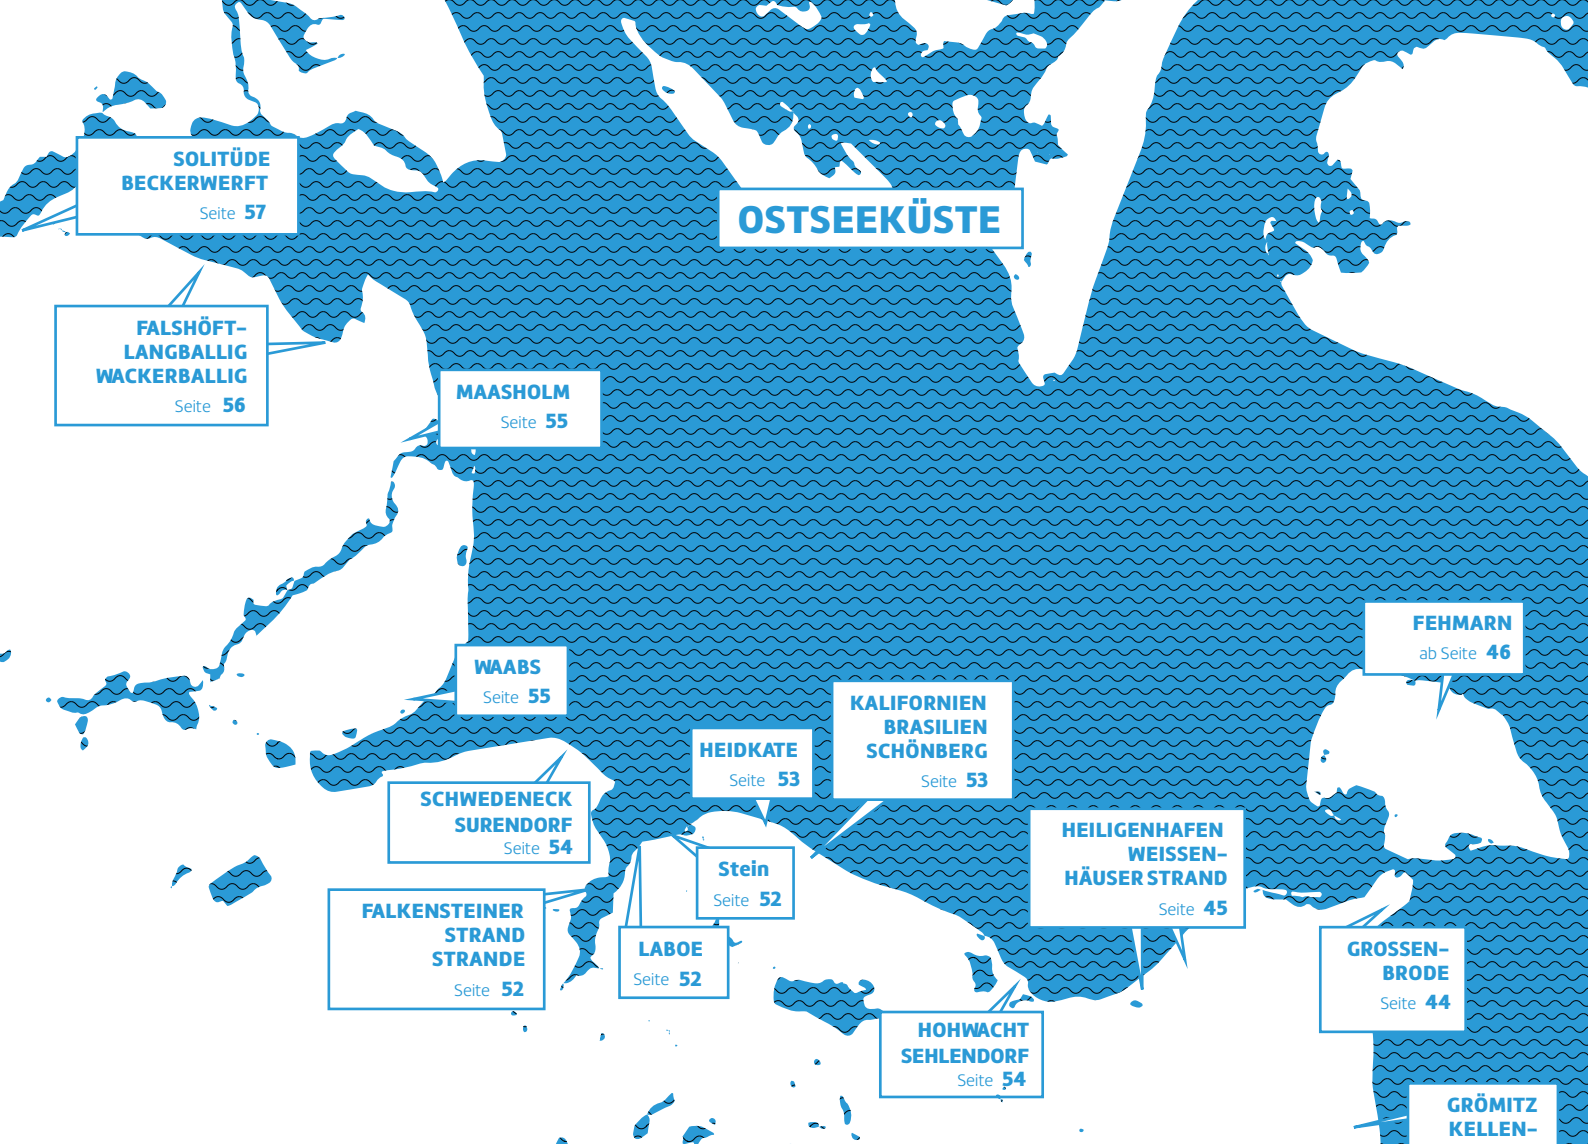 SOLITÜDE
BECKERWERFT
Seite 57
OSTSEEKÜSTE
FALSHÖFT-
LANGBALLIG
WACKERBALLIG
Seite 56
MAASHOLM
Seite 55
FEHMARN
ab Seite 46
WAABS
Seite 55
KALIFORNIEN
BRASILIEN
SCHÖNBERG
Seite 53
HEIDKATE
Seite 53
SCHWEDENECK
SURENDORF
Seite 54
HEILIGENHAFEN
WEISSEN-
HÄUSER STRAND
Seite 45
Stein
Seite 52
FALKENSTEINER
STRAND
STRANDE
Seite 52
LABOE
Seite 52
GROSSEN-
BRODE
Seite 44
HOHWACHT
SEHLENDORF
Seite 54
GRÖMITZ
KELLEN-